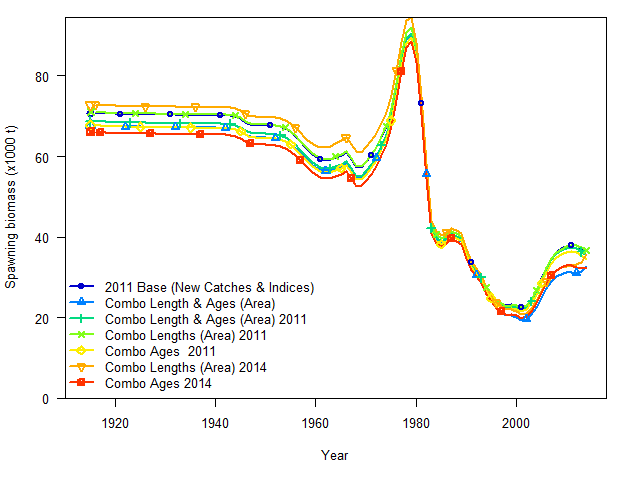 Spawning biomass (x1000 t)
80
60
40
20
0
2011 Base (New Catches & Indices)
Combo Length & Ages (Area)
Combo Length & Ages (Area) 2011
Combo Lengths (Area) 2011
Combo Ages  2011
Combo Lengths (Area) 2014
Combo Ages 2014
1920 1940 1960 1980 2000
Year